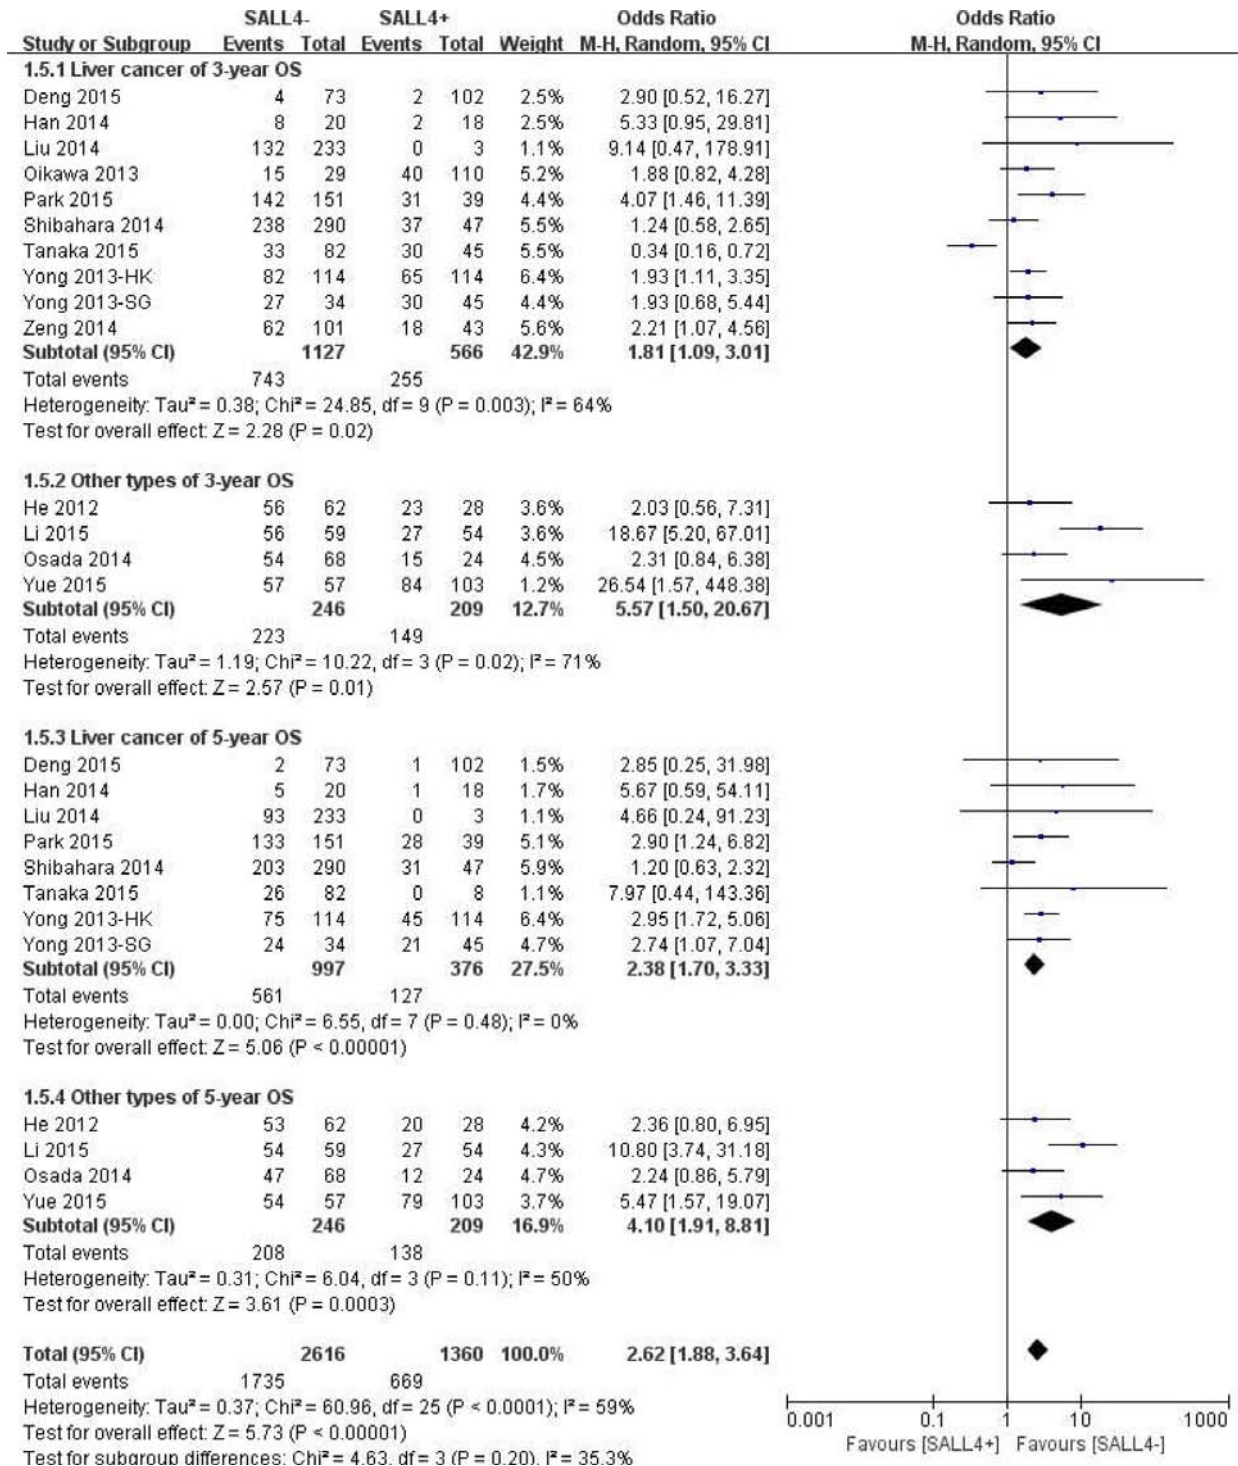 SALL4- SALL4+ Odds Ratio Odds Ratio
Study or Subgroup Events Total Events Total Weight M-H, Random, 95% CI M-H, Random, 95% CI
1.5.1 Liver cancer of 3-year OS
Deng 2015 4 73 2 102 2.5% 2.90 [0.52, 16.27]
Han 2014 8 20 2 18 2.5% 5.33 [0.95, 29.81]
Liu 2014 132 233 0 3 1.1% 9.14 [0.47, 178.91]
Oikawa 2013 15 29 40 110 5.2% 1.88 [0.82, 4.28]
Park 2015 142 151 31 39 4.4% 4.07 [1.46, 11.39]
Shibahara 2014 238 290 37 47 5.5% 1.24 [0.58, 2.65]
Tanaka 2015 33 82 30 45 5.6% 0.34 [0.16, 0.72]
Yong 2013-HK 82 114 65 114 6.4% 1.93 [1.11, 3.35]
Yong 2013-SG 27 34 30 45 4.4% 1.93 [0.68, 5.44]
Zeng 2014 62 101 18 43 5.6% 2.21 [1.07, 4.56]
Subtotal (95% CI) 1127 566 42.9% 1.81 [1.09, 3.01]
Total events 743 255
Heterogeneity: Tau² = 0.38; Chi² = 24.85, df = 9 (P = 0.003); I² = 64%
Test for overall effect: Z = 2.28 (P = 0.02)
1.5.2 Other types of 3-year OS
He 2012 56 62 23 28 3.6% 2.03 [0.56, 7.31]
Li 2015 56 59 27 54 3.6% 18.67 [5.20, 67.01]
Osada 2014 54 68 15 24 4.5% 2.31 [0.84, 6.38]
Yue 2015 57 57 84 103 1.2% 26.54 [1.57, 448.38]
Subtotal (95% CI) 246 209 12.7% 5.57 [1.50, 20.67]
Total events 223 149
Heterogeneity: Tau² = 1.19; Chi² = 10.22, df = 3 (P = 0.02); I² = 71%
Test for overall effect: Z = 2.57 (P = 0.01)
1.5.3 Liver cancer of 5-year OS
Deng 2015 2 73 1 102 1.5% 2.85 [0.25, 31.98]
Han 2014 5 20 1 18 1.7% 5.67 [0.59, 54.11]
Liu 2014 93 233 0 3 1.1% 4.66 [0.24, 91.23]
Park 2015 133 151 28 39 5.1% 2.90 [1.24, 6.82]
Shibahara 2014 203 290 31 47 5.9% 1.20 [0.63, 2.32]
Tanaka 2015 26 82 0 8 1.1% 7.97 [0.44, 143.36]
Yong 2013-HK 75 114 45 114 6.4% 2.95 [1.72, 5.06]
Yong 2013-SG 24 34 21 45 4.7% 2.74 [1.07, 7.04]
Subtotal (95% CI) 997 376 27.5% 2.38 [1.70, 3.33]
Total events 561 127
Heterogeneity: Tau² = 0.00; Chi² = 6.55, df = 7 (P = 0.48); I² = 0%
Test for overall effect: Z = 5.06 (P < 0.00001)
1.5.4 Other types of 5-year OS
He 2012 53 62 20 28 4.2% 2.36 [0.80, 6.95]
Li 2015 54 59 27 54 4.3% 10.80 [3.74, 31.18]
Osada 2014 47 68 12 24 4.7% 2.24 [0.86, 5.79]
Yue 2015 54 57 79 103 3.7% 5.47 [1.57, 19.07]
Subtotal (95% CI) 246 209 16.9% 4.10 [1.91, 8.81]
Total events 208 138
Heterogeneity: Tau² = 0.31; Chi² = 6.04, df = 3 (P = 0.11); I² = 50%
Test for overall effect: Z = 3.61 (P = 0.0003)
Total (95% CI) 2616 1360 100.0% 2.62 [1.88, 3.64]
Total events 1735 669
Heterogeneity: Tau² = 0.37; Chi² = 60.96, df = 25 (P < 0.0001); I² = 59%
Test for overall effect: Z = 5.73 (P < 0.00001)
Test for subgroup differences: Chi² = 4.63, df = 3 (P = 0.20), I² = 35.3%
0.001 0.1 1 10 1000
Favours [SALL4+] Favours [SALL4-]